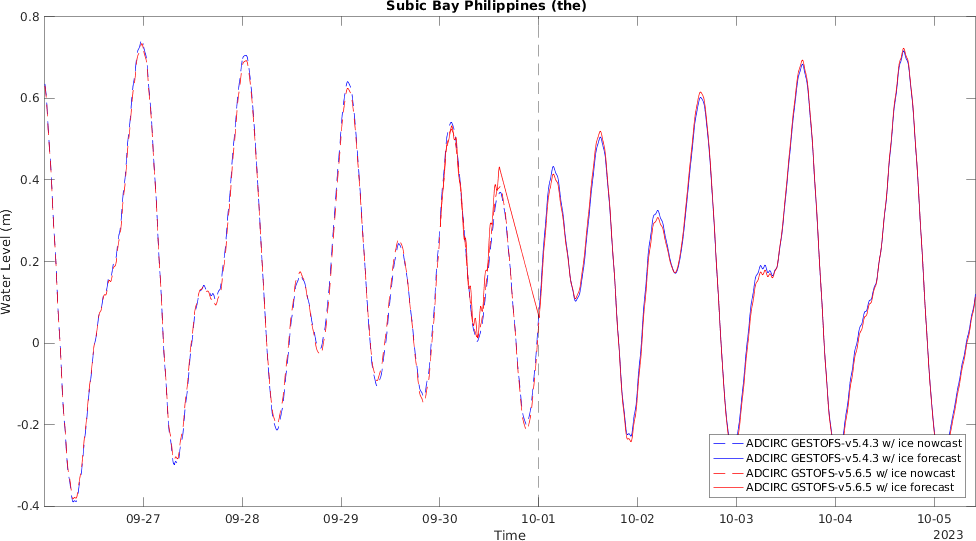 Subic Bay Philippines (the)
0.8
0.6
0.4
0.2
0
-0.2
-0.4
Water Level (m)
ADCIRC GESTOFS-v5.4.3 w/ ice nowcast
ADCIRC GESTOFS-v5.4.3 w/ ice forecast
ADCIRC GSTOFS-v5.6.5 w/ ice nowcast
ADCIRC GSTOFS-v5.6.5 w/ ice forecast
09-27 09-28 09-29 09-30 10-01 10-02 10-03 10-04 10-05
Time
2023